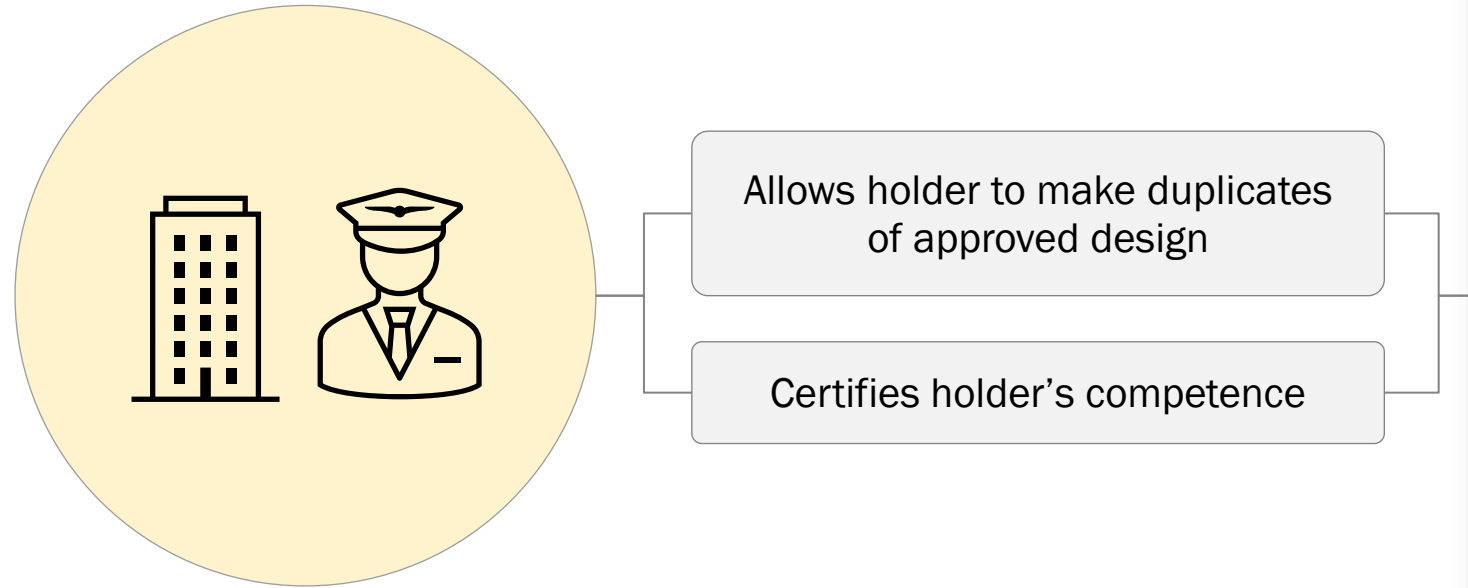 Allows holder to make duplicates
of approved design
Certifies holder’s competence